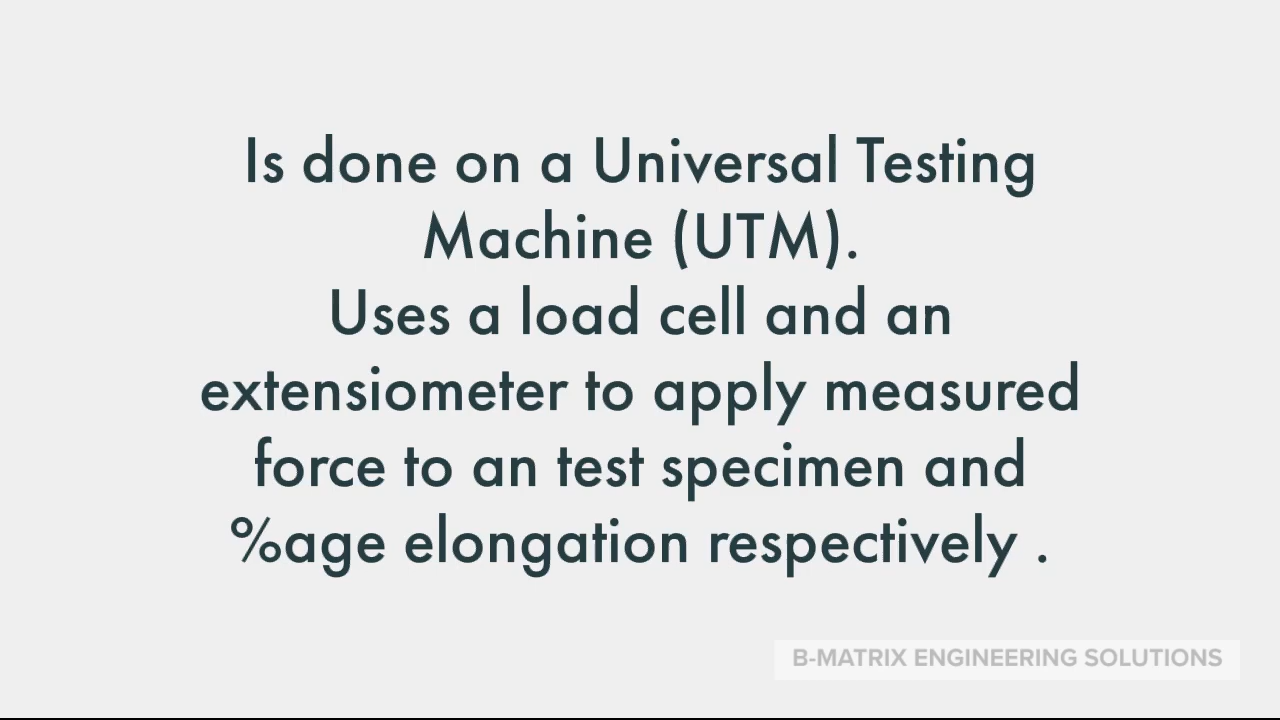 Is done on a Universal Testing
Machine (UTM).
Uses a load cell and an
extensiometer to apply measured
force to an test specimen and
%age elongation respectively .
B-MATRIX ENGINEERING SOLUTIONS